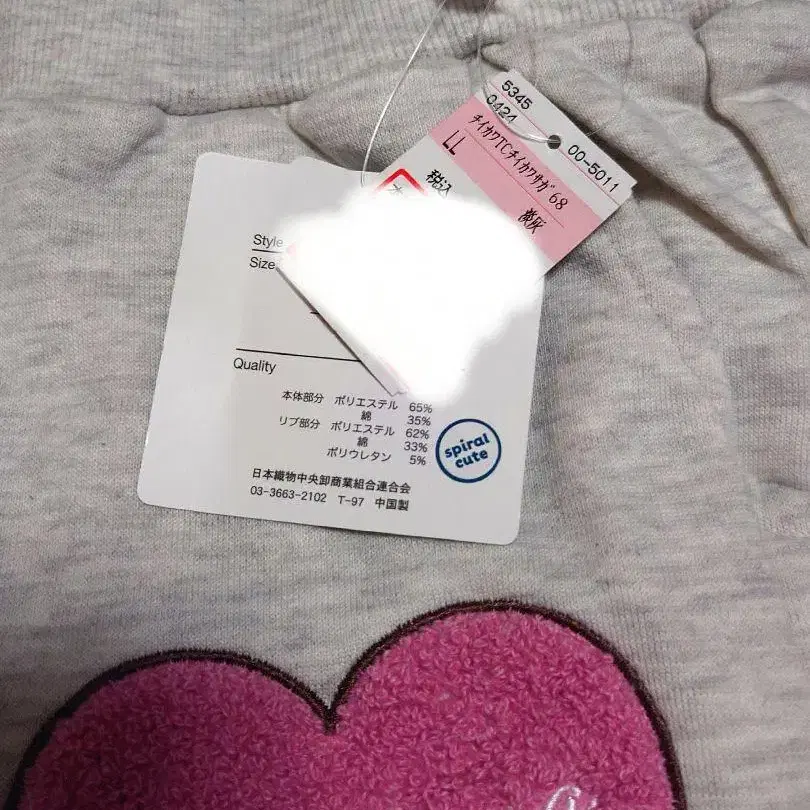 5345
0424
00-5011
チイカワTCチイカワサガ 68
LL
淡灰
税込
Style
Size
Quality
本体部分 ポリエステル 65%
綿 35%
リブ部分 ポリエステル 62%
綿 33%
ポリウレタン 5%
spiral
cute
日本織物中央卸商業組合連合会
03-3663-2102 T-97 中国製